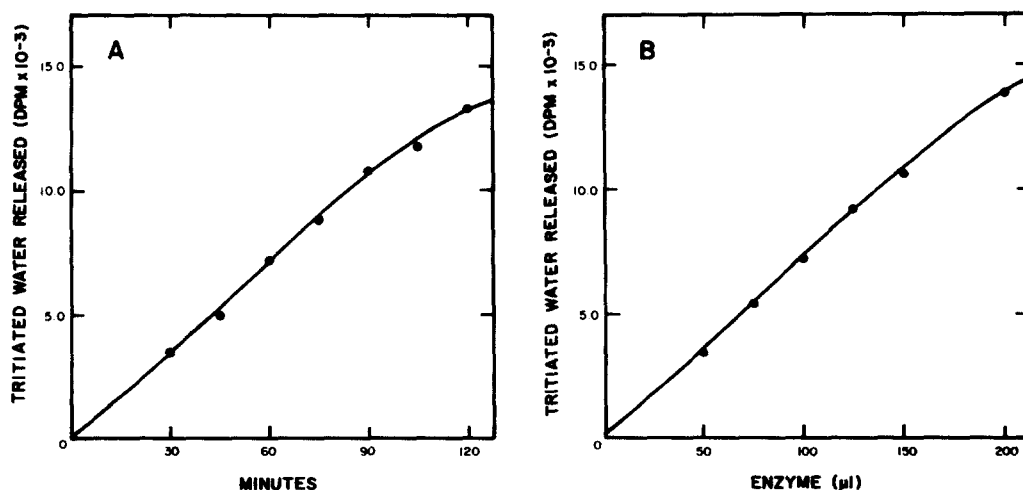 A
TRITIATED WATER RELEASED (DPM x 10-3)
15.0
10.0
5.0
0
30
60
90
120
MINUTES
B
TRITIATED WATER RELEASED (DPM x 10-3)
15.0
10.0
5.0
0
50
100
150
200
ENZYME (µl)